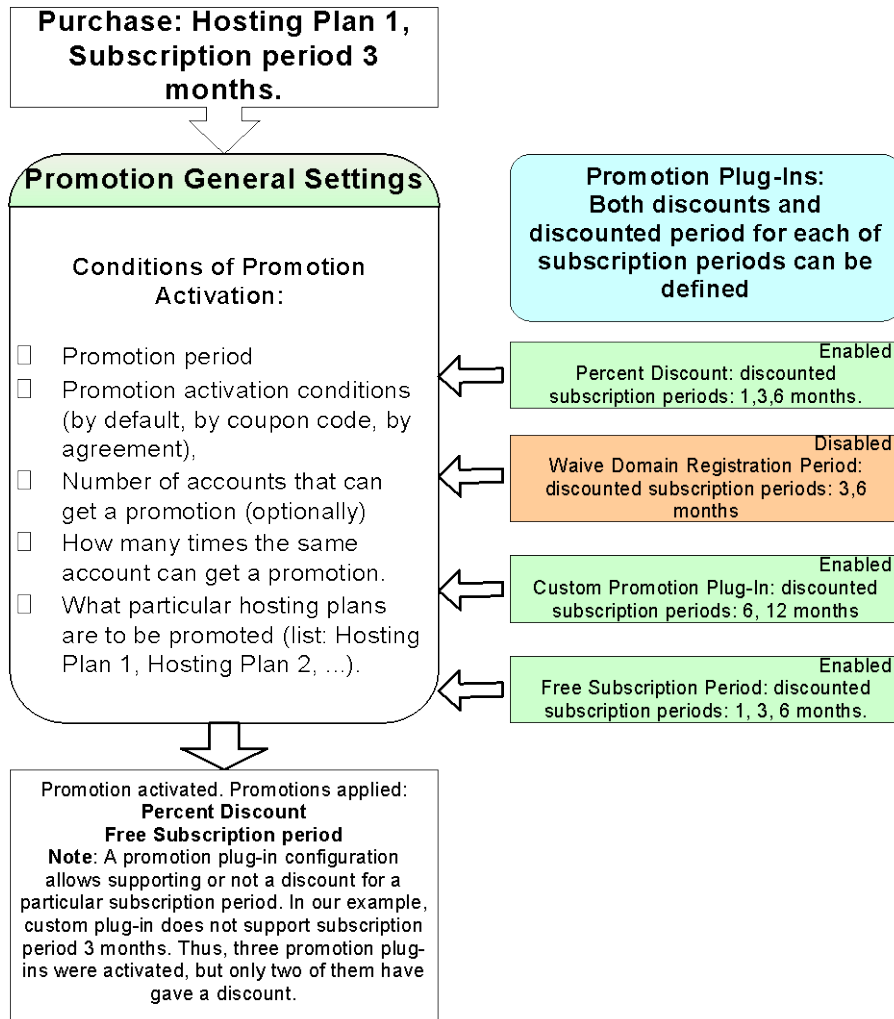 Purchase: Hosting Plan 1,
Subscription period 3
months.
Promotion General Settings
Conditions of Promotion
Activation:
Promotion period
Promotion activation conditions
(by default, by coupon code, by
agreement),
Number of accounts that can
get a promotion (optionally)
How many times the same
account can get a promotion.
What particular hosting plans
are to be promoted (list: Hosting
Plan 1, Hosting Plan 2, ...).
Promotion Plug-Ins:
Both discounts and
discounted period for each of
subscription periods can be
defined
Enabled
Percent Discount: discounted
subscription periods: 1,3,6 months.
Disabled
Waive Domain Registration Period:
discounted subscription periods: 3,6
months
Enabled
Custom Promotion Plug-In: discounted
subscription periods: 6, 12 months
Enabled
Free Subscription Period: discounted
subscription periods: 1, 3, 6 months.
Promotion activated. Promotions applied:
Percent Discount
Free Subscription period
Note: A promotion plug-in configuration
allows supporting or not a discount for a
particular subscription period. In our example,
custom plug-in does not support subscription
period 3 months. Thus, three promotion plug-
ins were activated, but only two of them have
gave a discount.